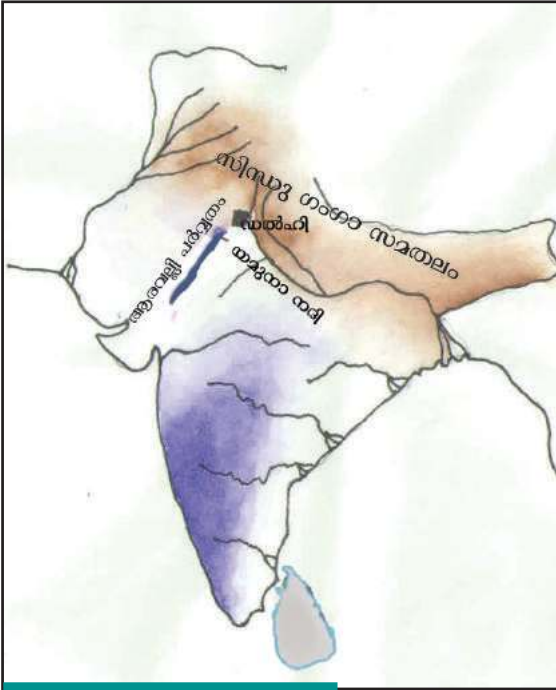 സിന്ധു ഗംഗാ സമതലം
ഡൽഹി
ആരവല്ലി പർവ്വതം
യമുനാ നദി